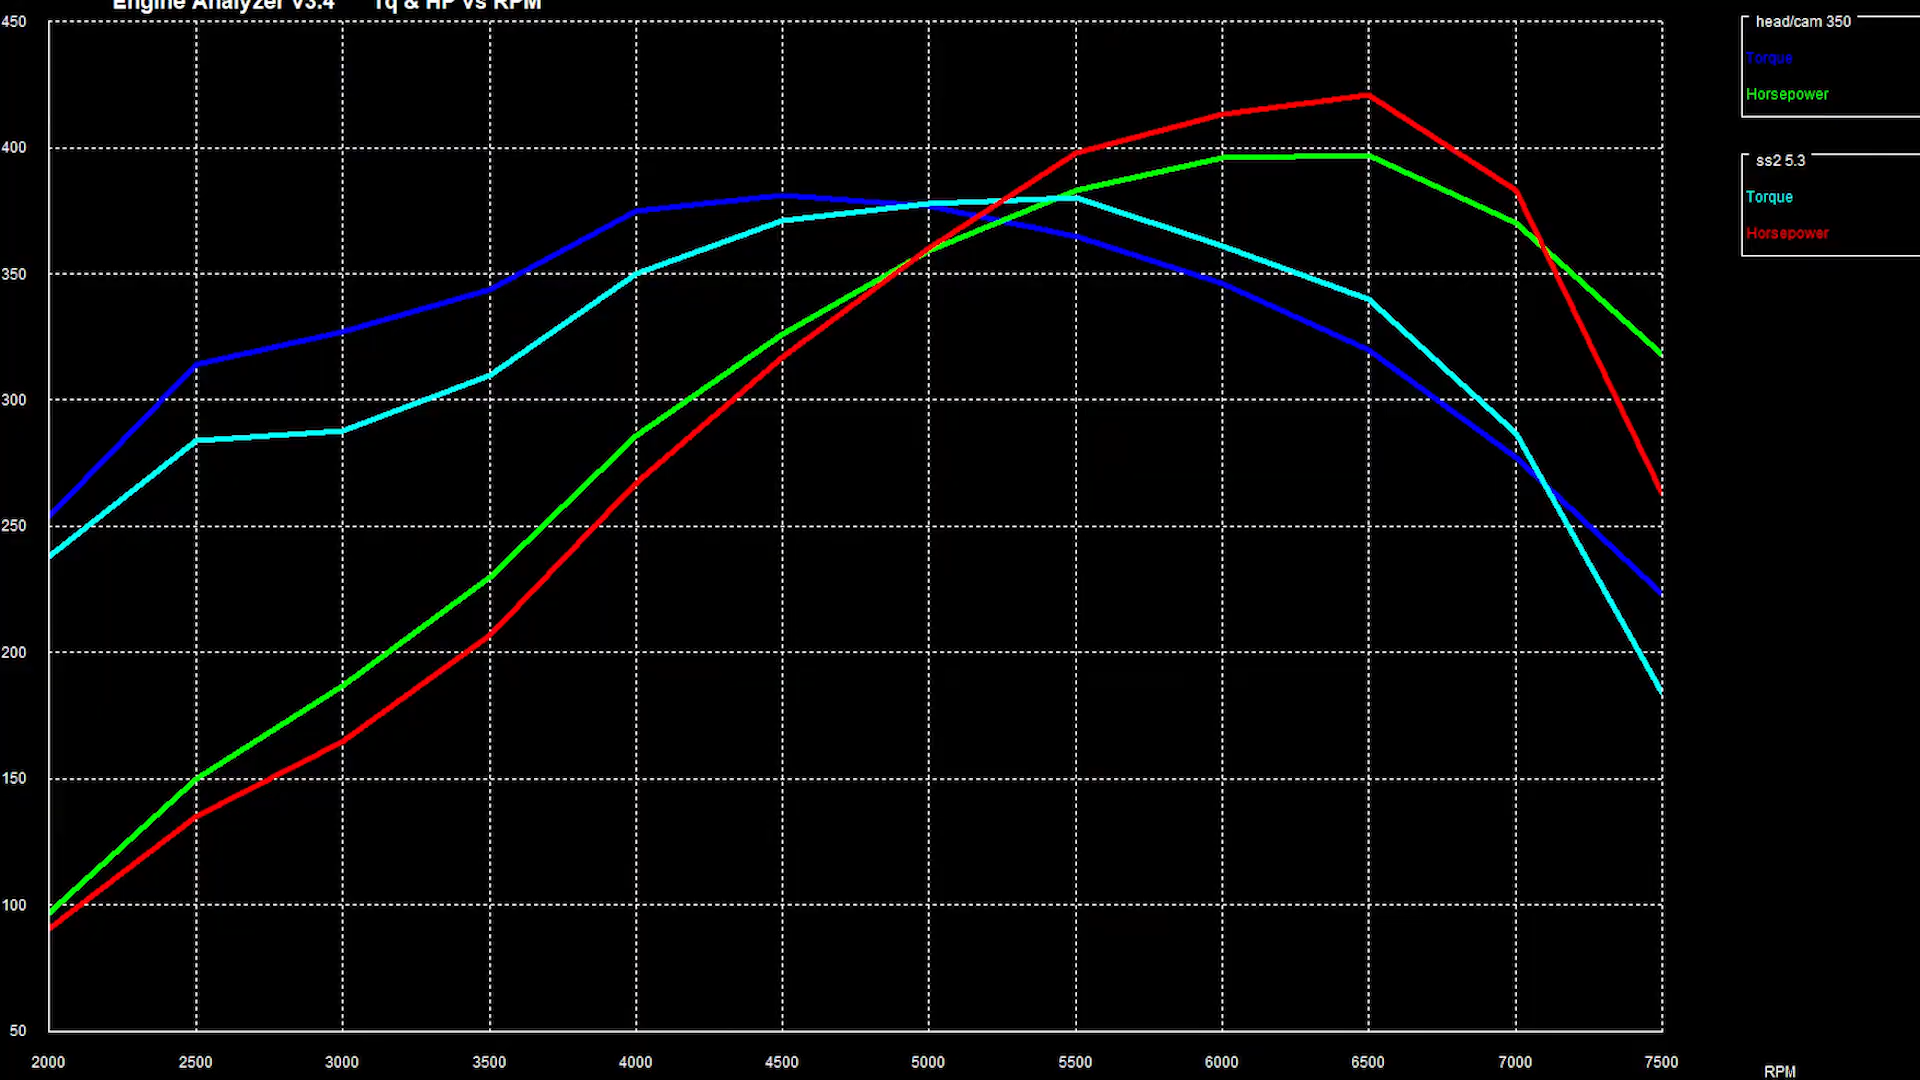 Engine Analyzer v3.4 Tq & HP vs RPM
450
400
350
300
250
200
150
100
50
2000 2500 3000 3500 4000 4500 5000 5500 6000 6500 7000 7500
RPM
head/cam 350
Torque
Horsepower
ss2 5.3
Torque
Horsepower